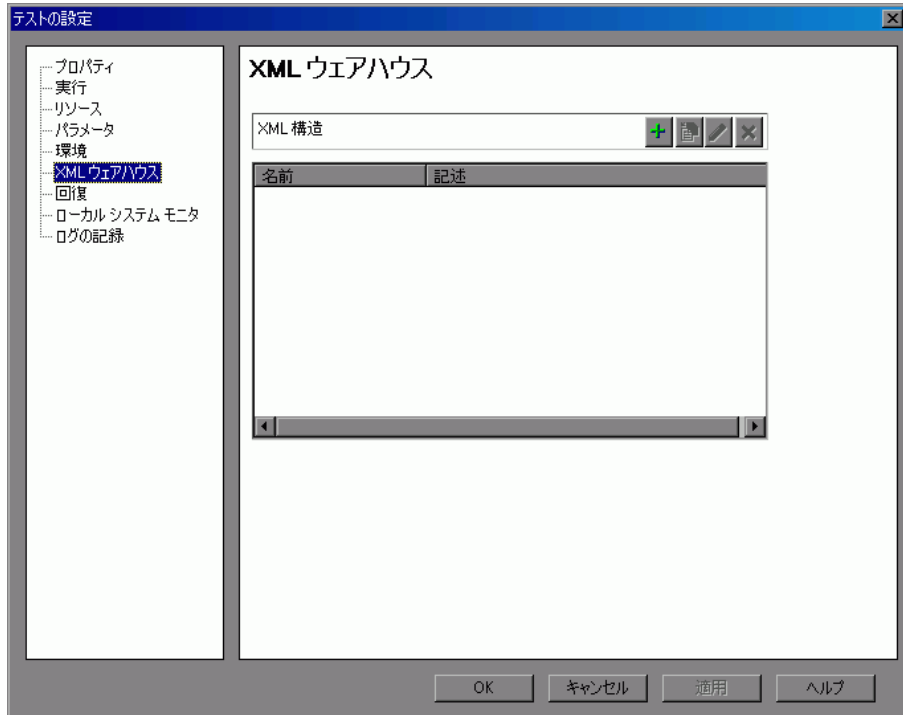 テストの設定
プロパティ
実行
リソース
パラメータ
環境
XML ウェアハウス
回復
ローカル システム モニタ
ログの記録
XML ウェアハウス
XML 構造
名前 記述
OK キャンセル 適用 ヘルプ